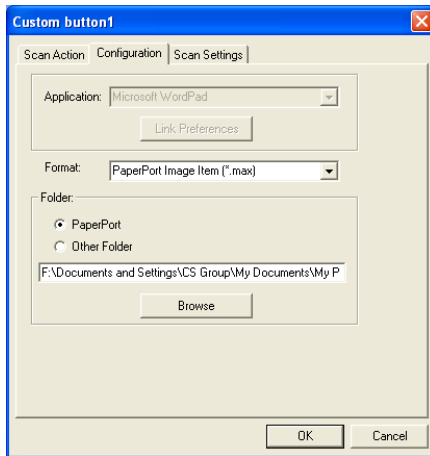 Custom button1
Scan Action Configuration Scan Settings
Application: Microsoft WordPad
Link Preferences
Format: PaperPort Image Item (*.max)
Folder:
PaperPort
Other Folder
F:\Documents and Settings\CS Group\My Documents\My P
Browse
OK Cancel